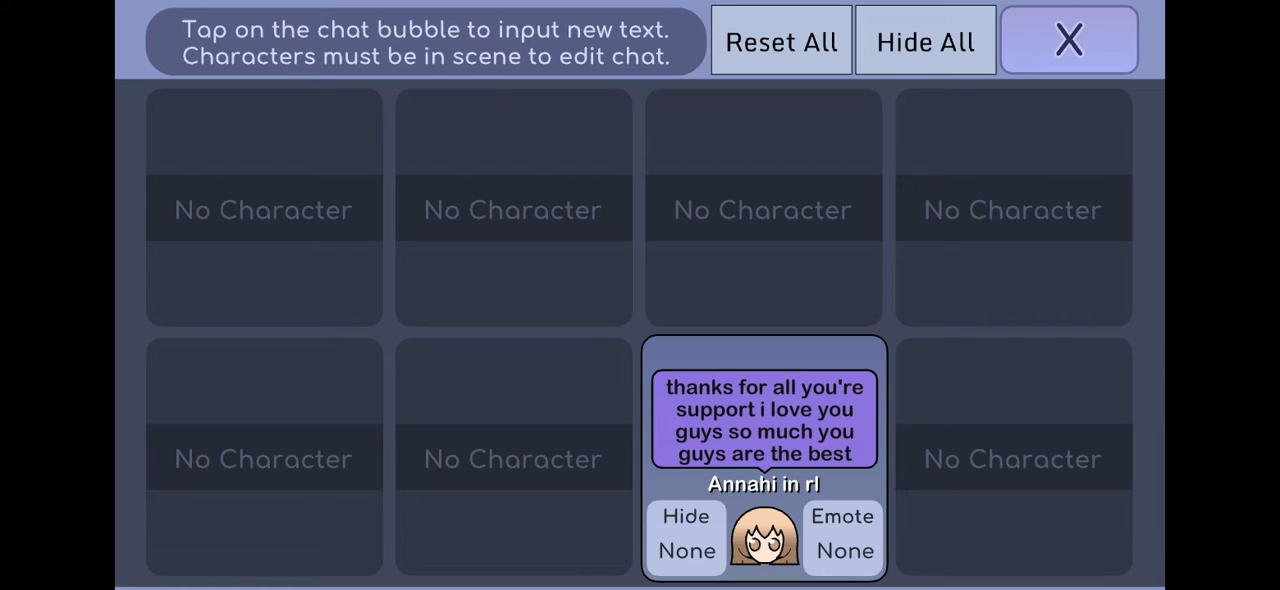 Tap on the chat bubble to input new text.
Characters must be in scene to edit chat.
Reset All
Hide All
X
No Character
No Character
No Character
No Character
No Character
No Character
thanks for all you're
support i love you
guys so much you
guys are the best
Annahi in rl
Hide
None
Emote
None
No Character